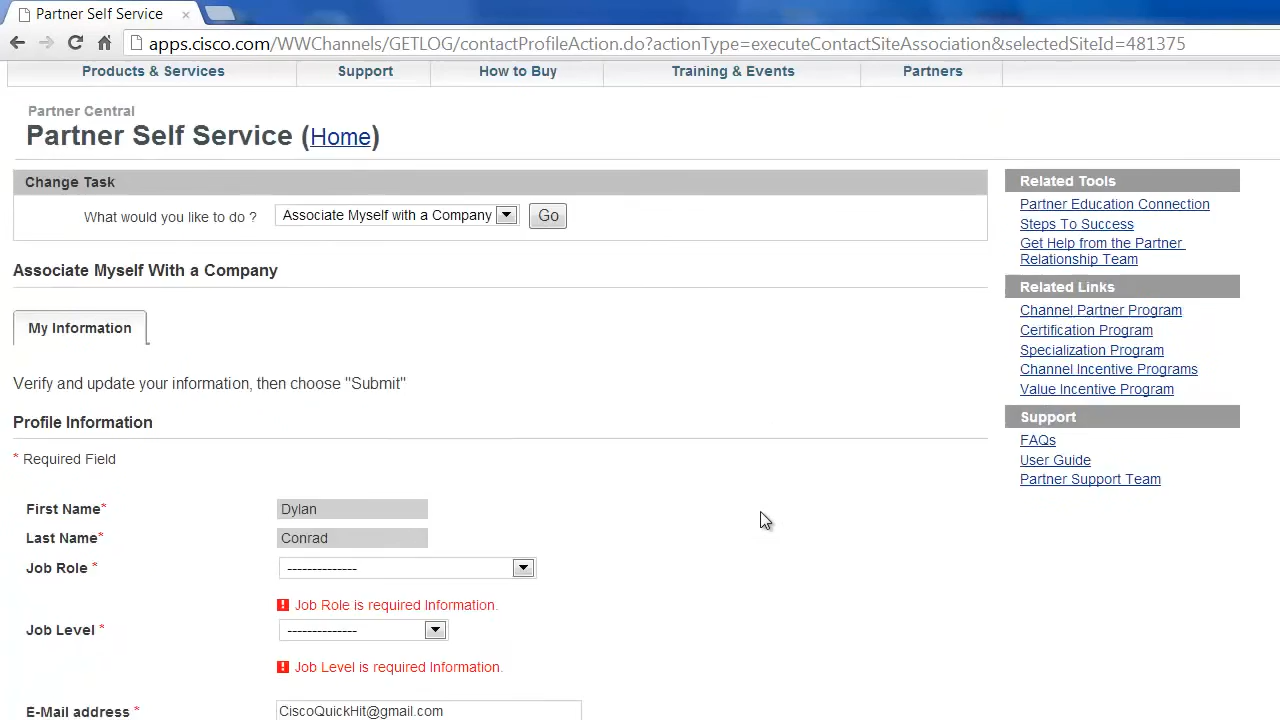 Partner Self Service
apps.cisco.com/WWChannels/GETLOG/contactProfileAction.do?actionType=executeContactSiteAssociation&selectedSiteId=481375
Products & Services Support How to Buy Training & Events Partners
Partner Central
Partner Self Service (Home)
Change Task
What would you like to do ? Associate Myself with a Company Go
Associate Myself With a Company
My Information
Verify and update your information, then choose "Submit"
Profile Information
* Required Field
First Name* Dylan
Last Name* Conrad
Job Role * --------------
! Job Role is required Information.
Job Level * --------------
! Job Level is required Information.
E-Mail address * CiscoQuickHit@gmail.com
Related Tools
Partner Education Connection
Steps To Success
Get Help from the Partner
Relationship Team
Related Links
Channel Partner Program
Certification Program
Specialization Program
Channel Incentive Programs
Value Incentive Program
Support
FAQs
User Guide
Partner Support Team